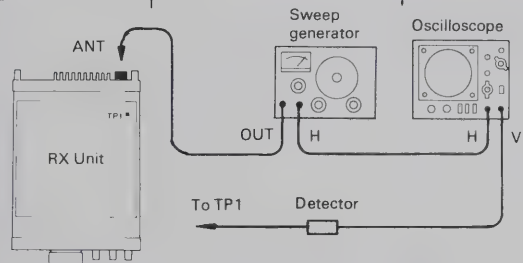 Sweep
generator
Oscilloscope
ANT
TP1
OUT
H
H
V
RX Unit
To TP1
Detector